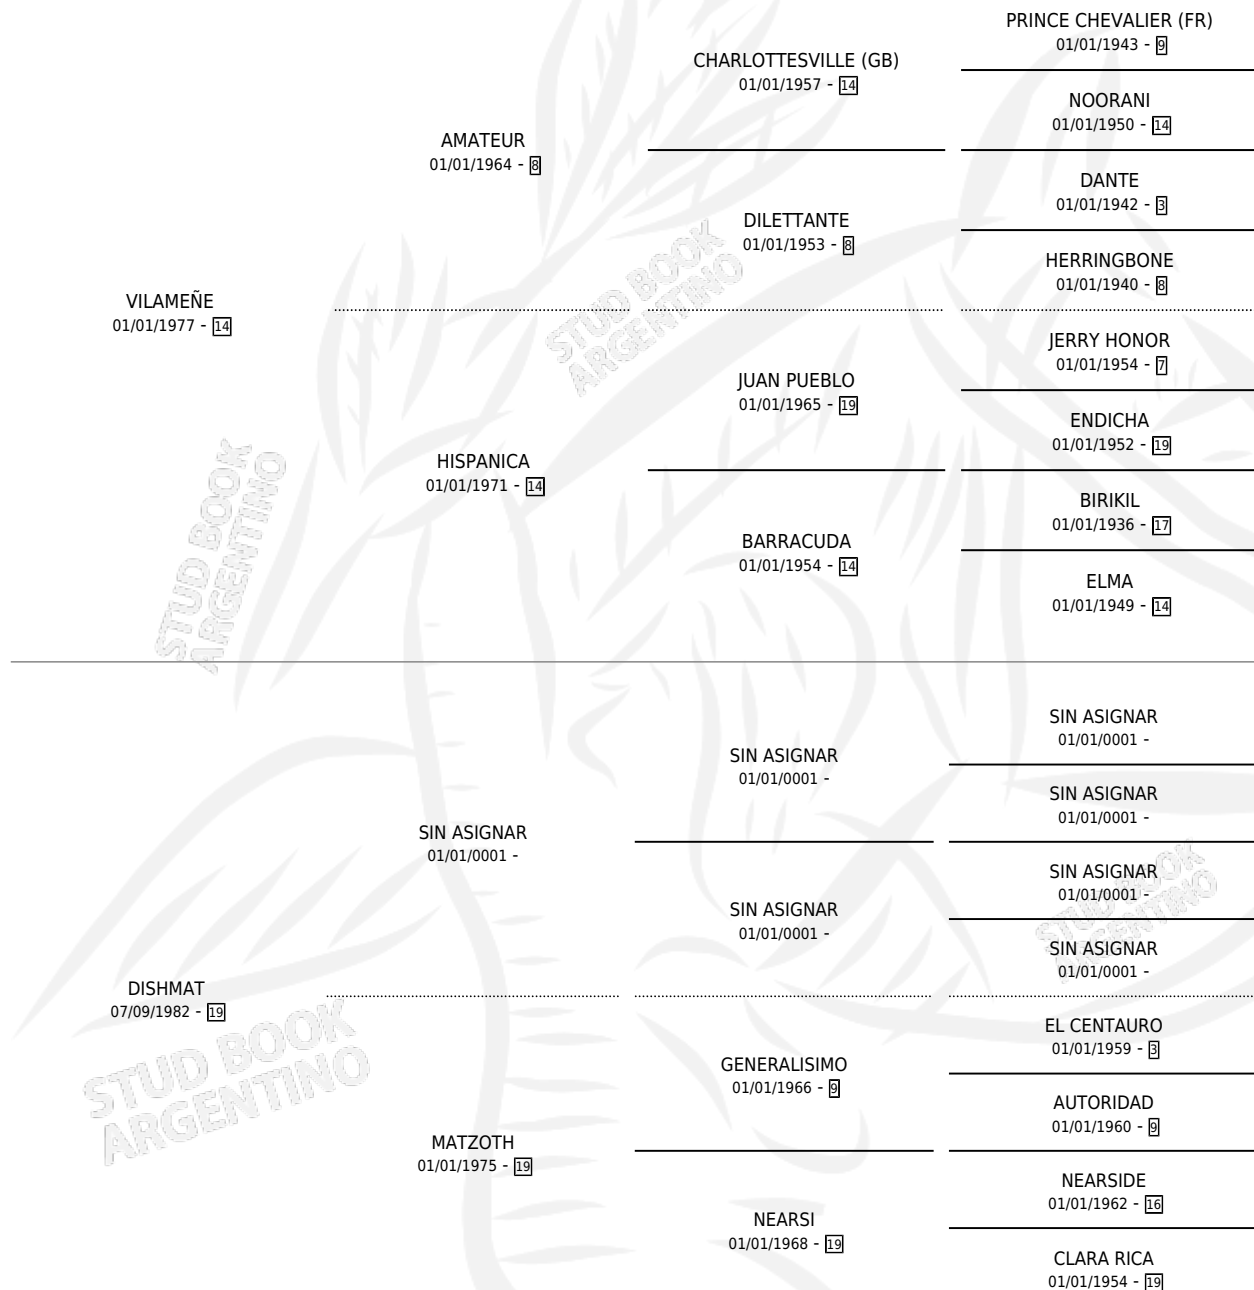 PRINCE CHEVALIER (FR)
01/01/1943 - 9
CHARLOTTESVILLE (GB)
01/01/1957 - 14
NOORANI
01/01/1950 - 14
AMATEUR
01/01/1964 - 8
DANTE
01/01/1942 - 3
DILETTANTE
01/01/1953 - 8
HERRINGBONE
01/01/1940 - 8
VILAMEÑE
01/01/1977 - 14
JERRY HONOR
01/01/1954 - 7
JUAN PUEBLO
01/01/1965 - 19
ENDICHA
01/01/1952 - 19
HISPANICA
01/01/1971 - 14
BIRIKIL
01/01/1936 - 17
BARRACUDA
01/01/1954 - 14
ELMA
01/01/1949 - 14
SIN ASIGNAR
01/01/0001 -
SIN ASIGNAR
01/01/0001 -
SIN ASIGNAR
01/01/0001 -
SIN ASIGNAR
01/01/0001 -
SIN ASIGNAR
01/01/0001 -
SIN ASIGNAR
01/01/0001 -
SIN ASIGNAR
01/01/0001 -
DISHMAT
07/09/1982 - 19
EL CENTAURO
01/01/1959 - 3
GENERALISIMO
01/01/1966 - 9
AUTORIDAD
01/01/1960 - 9
MATZOTH
01/01/1975 - 19
NEARSIDE
01/01/1962 - 16
NEARSI
01/01/1968 - 19
CLARA RICA
01/01/1954 - 19
STUD BOOK
ARGENTINO
STUD BOOK
ARGENTINO
STUD BOOK
ARGENTINO
STUD BOOK
ARGENTINO